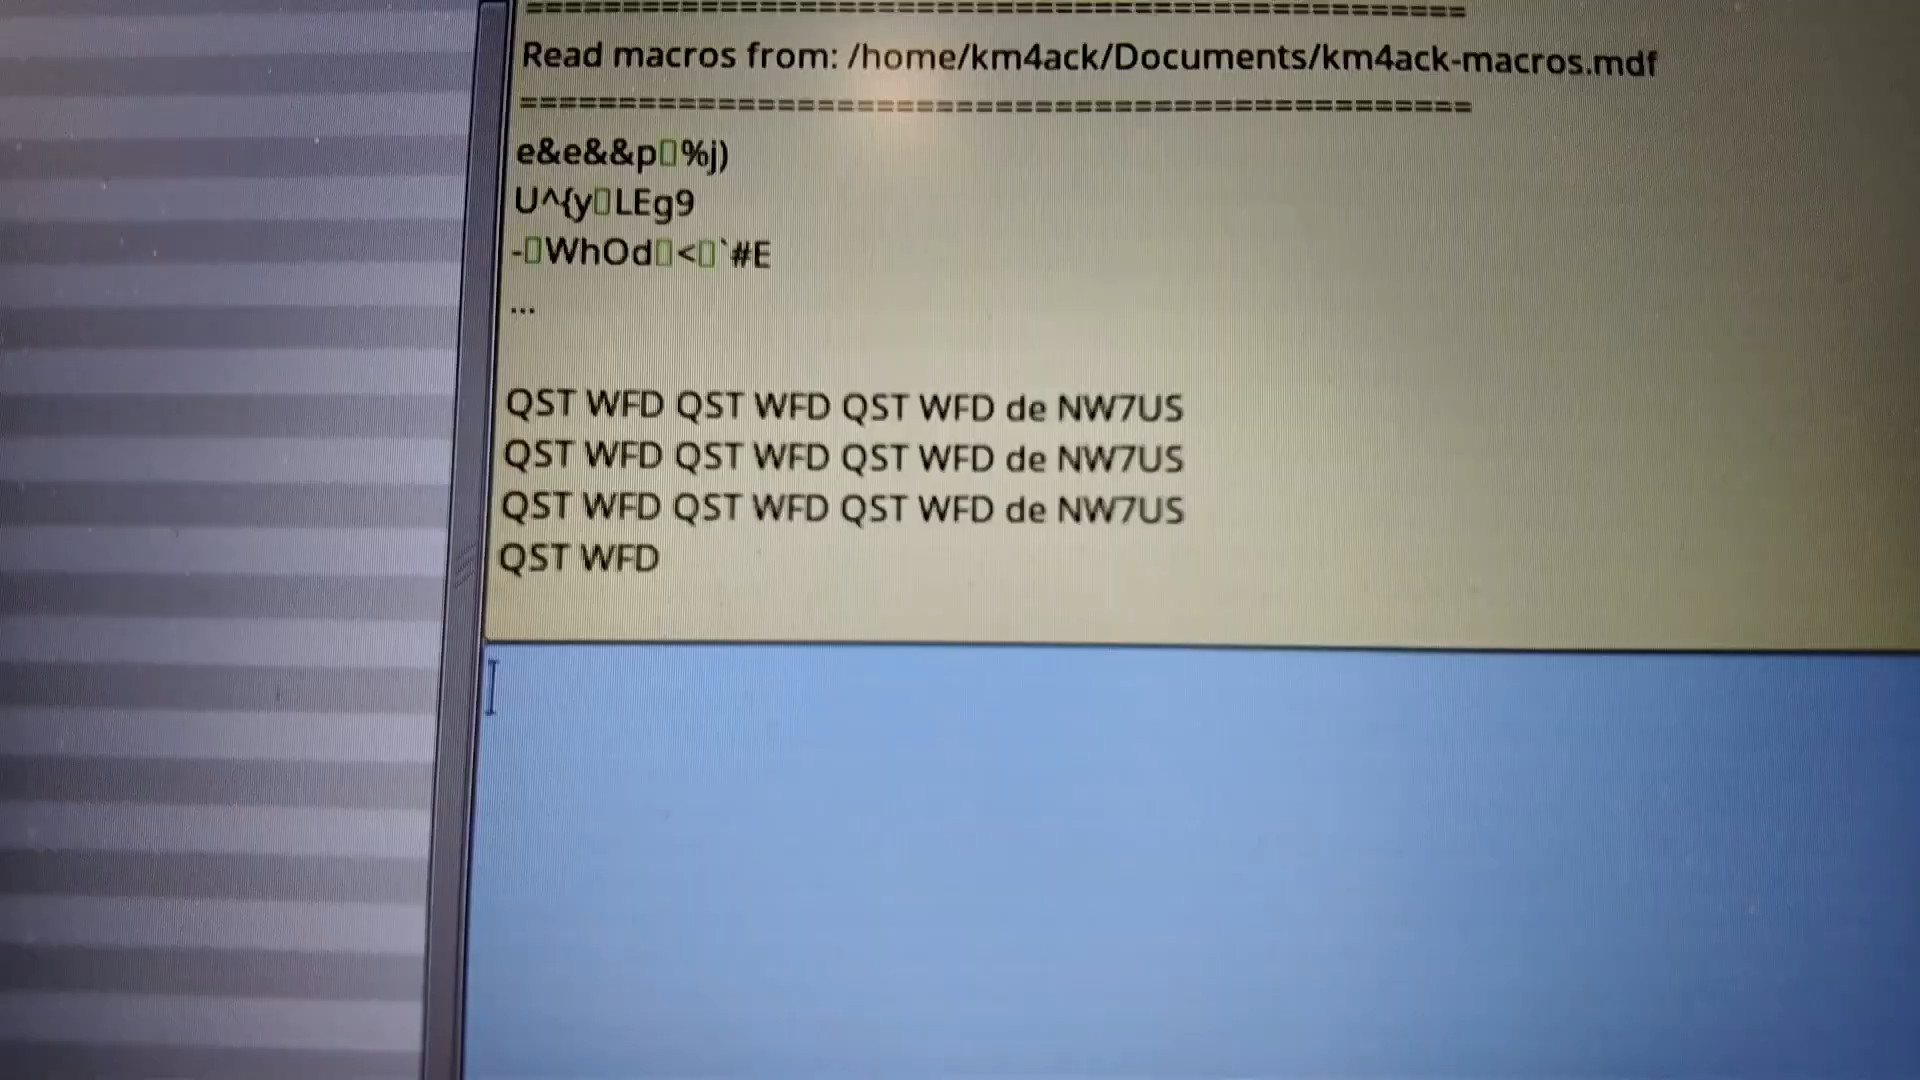 ================================================
Read macros from: /home/km4ack/Documents/km4ack-macros.mdf
================================================
e&e&&p▯%j)
U^{y▯LEg9
-▯WhOd▯<▯`#E
...
QST WFD QST WFD QST WFD de NW7US
QST WFD QST WFD QST WFD de NW7US
QST WFD QST WFD QST WFD de NW7US
QST WFD